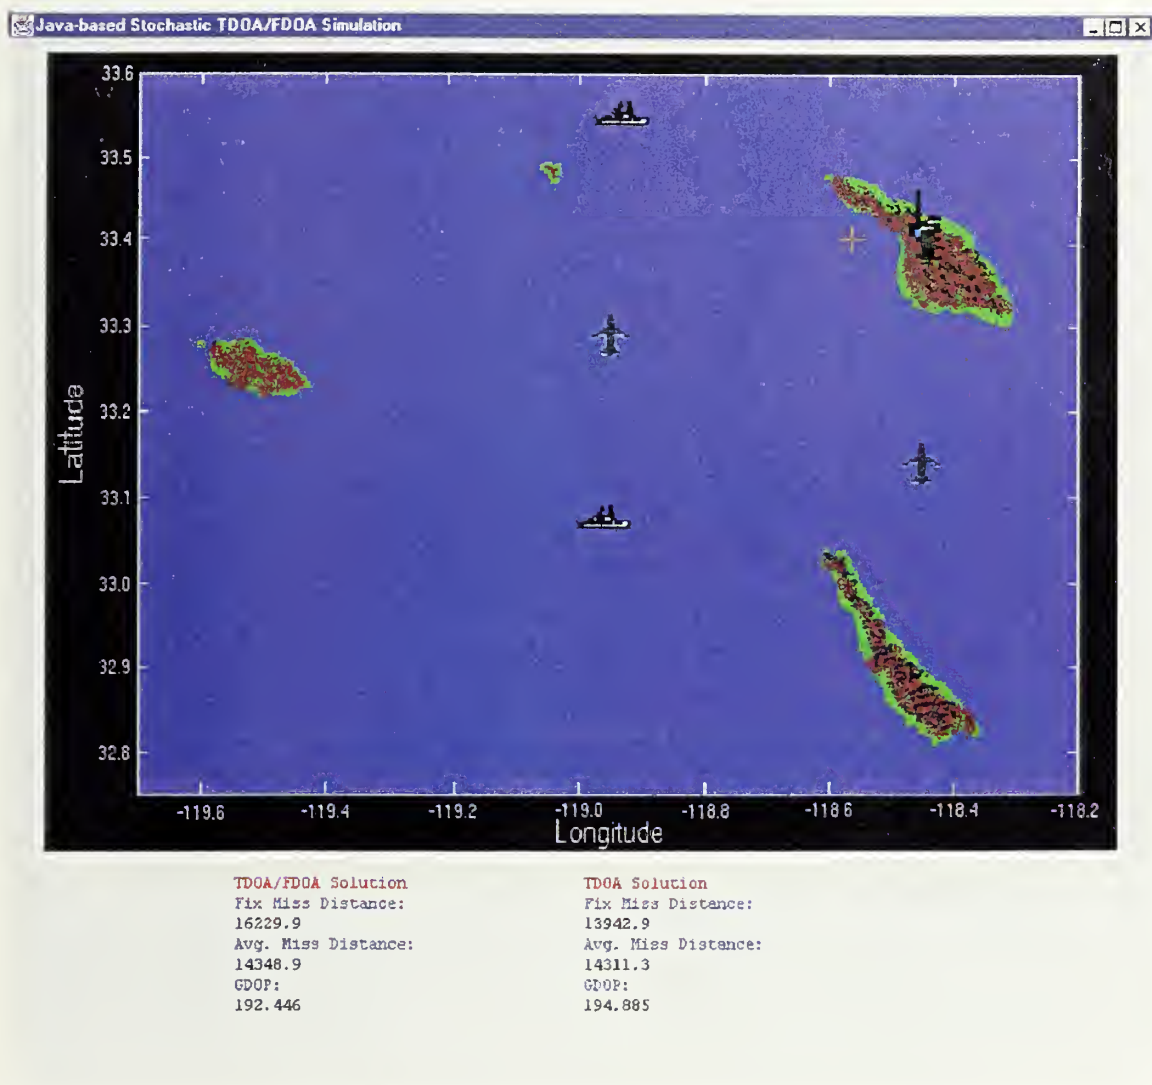 Java-based Stochastic TDOA/FDOA Simulation
33.6
33.5
33.4
33.3
33.2
33.1
33.0
32.9
32.8
Latitude
-119.6 -119.4 -119.2 -119.0 -118.8 -118.6 -118.4 -118.2
Longitude
TDOA/FDOA Solution
Fix Miss Distance:
16229.9
Avg. Miss Distance:
14348.9
GDOP:
192.446
TDOA Solution
Fix Miss Distance:
13942.9
Avg. Miss Distance:
14311.3
GDOP:
194.885